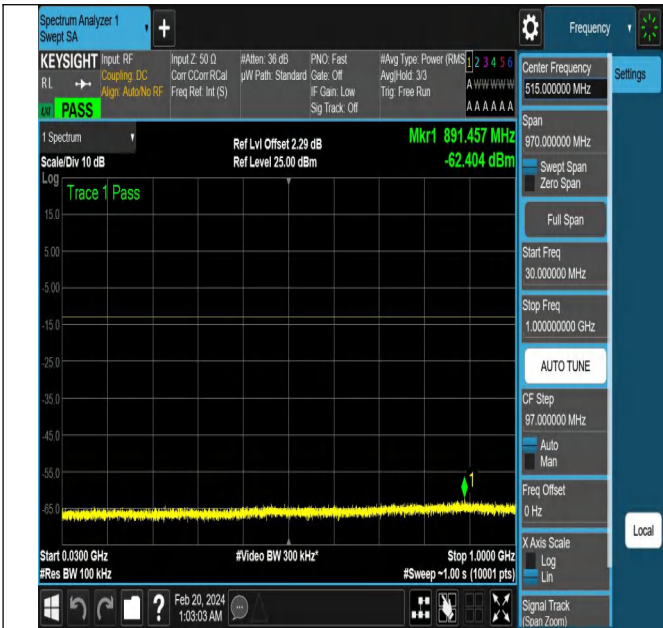 Spectrum Analyzer 1
Swept SA
+
Frequency
KEYSIGHT
RL
PASS
Input: RF
Coupling: DC
Align: Auto/No RF
Input Z: 50 Ω
Corr CCorr RCal
Freq Ref: Int (S)
#Atten: 36 dB
µW Path: Standard
PNO: Fast
Gate: Off
IF Gain: Low
Sig Track: Off
#Avg Type: Power (RMS
Avg|Hold: 3/3
Trig: Free Run
1 2 3 4 5 6
A W W W W W
A A A A A A
1 Spectrum
Scale/Div 10 dB
Log
Ref Lvl Offset 2.29 dB
Ref Level 25.00 dBm
Mkr1 891.457 MHz
-62.404 dBm
Trace 1 Pass
15.0
5.00
-5.00
-15.0
-25.0
-35.0
-45.0
-55.0
-65.0
1
Start 0.0300 GHz
#Res BW 100 kHz
#Video BW 300 kHz*
Stop 1.0000 GHz
#Sweep ~1.00 s (10001 pts)
?
Feb 20, 2024
1:03:03 AM
Center Frequency
515.000000 MHz
Span
970.000000 MHz
Swept Span
Zero Span
Full Span
Start Freq
30.000000 MHz
Stop Freq
1.000000000 GHz
AUTO TUNE
CF Step
97.000000 MHz
Auto
Man
Freq Offset
0 Hz
X Axis Scale
Log
Lin
Signal Track
(Span Zoom)
Settings
Local